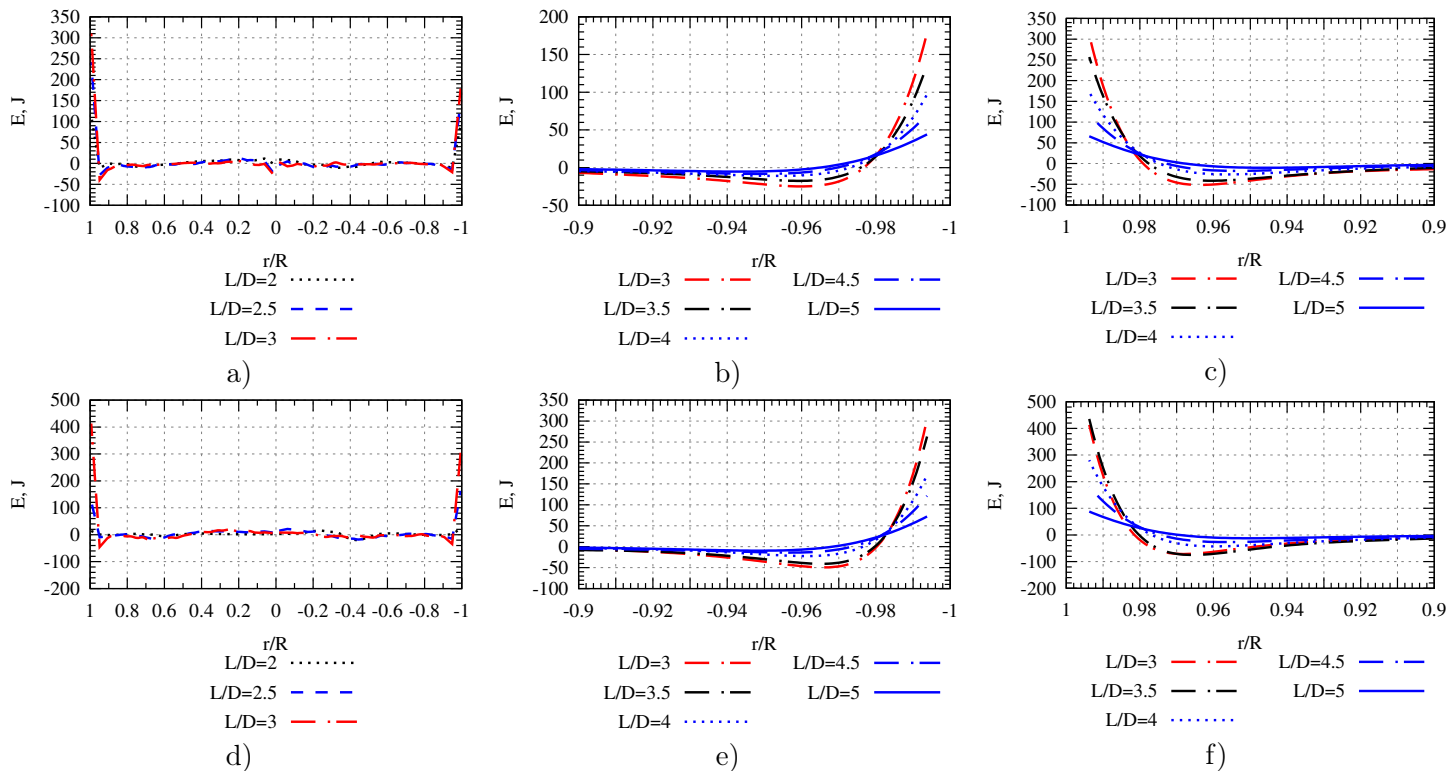 350
300
250
200
150
100
50
0
-50
-100
E, J
1 0.8 0.6 0.4 0.2 0 -0.2 -0.4 -0.6 -0.8 -1
r/R
L/D=2
L/D=2.5
L/D=3
a)
200
150
100
50
0
-50
E, J
-0.9 -0.92 -0.94 -0.96 -0.98 -1
r/R
L/D=3 L/D=4.5
L/D=3.5 L/D=5
L/D=4
b)
350
300
250
200
150
100
50
0
-50
-100
E, J
1 0.98 0.96 0.94 0.92 0.9
r/R
L/D=3 L/D=4.5
L/D=3.5 L/D=5
L/D=4
c)
500
400
300
200
100
0
-100
-200
E, J
1 0.8 0.6 0.4 0.2 0 -0.2 -0.4 -0.6 -0.8 -1
r/R
L/D=2
L/D=2.5
L/D=3
d)
350
300
250
200
150
100
50
0
-50
-100
E, J
-0.9 -0.92 -0.94 -0.96 -0.98 -1
r/R
L/D=3 L/D=4.5
L/D=3.5 L/D=5
L/D=4
e)
500
400
300
200
100
0
-100
-200
E, J
1 0.98 0.96 0.94 0.92 0.9
r/R
L/D=3 L/D=4.5
L/D=3.5 L/D=5
L/D=4
f)